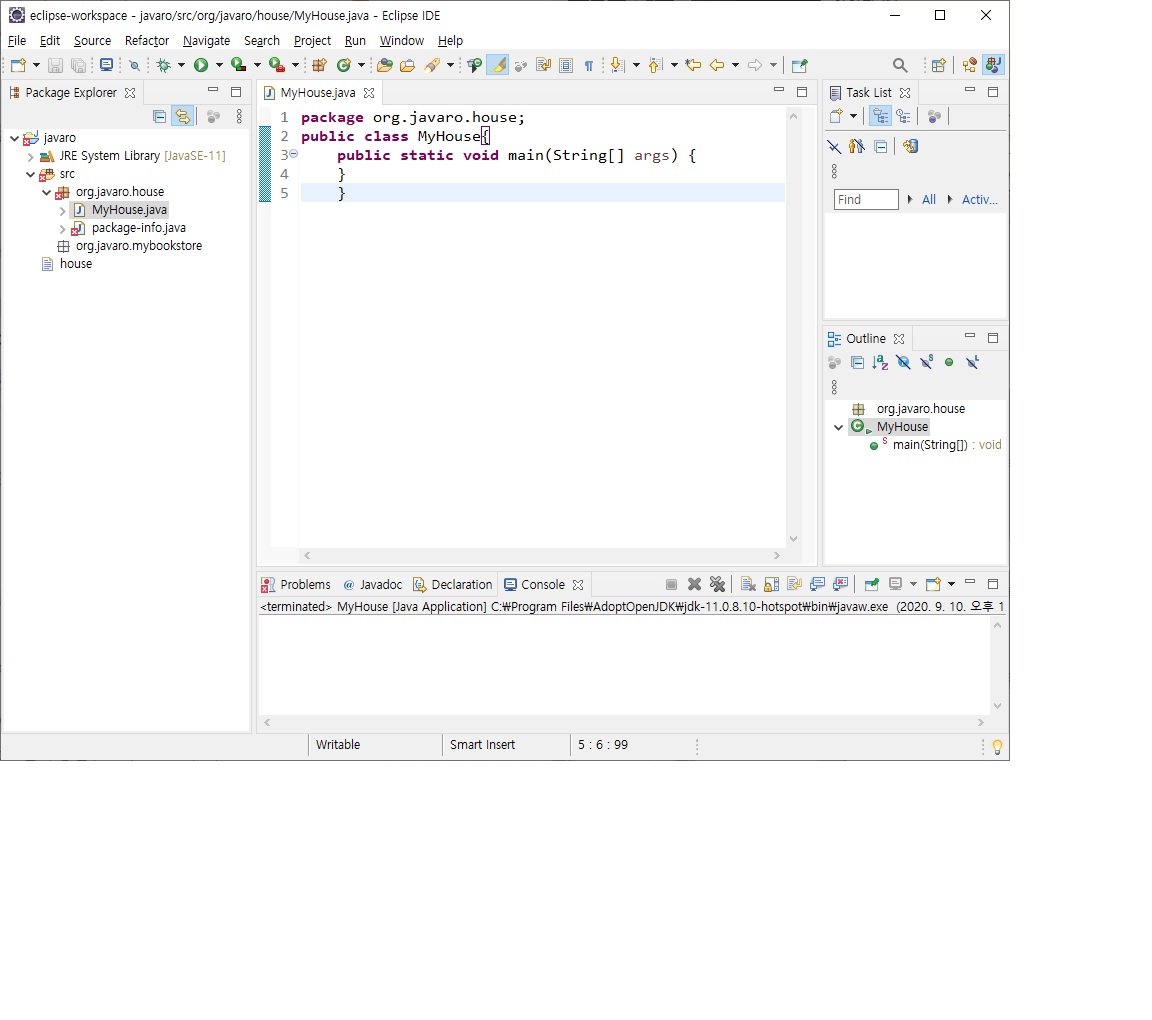 eclipse-workspace - javaro/src/org/javaro/house/MyHouse.java - Eclipse IDE
File Edit Source Refactor Navigate Search Project Run Window Help
Package Explorer
javaro
JRE System Library [JavaSE-11]
src
org.javaro.house
MyHouse.java
package-info.java
org.javaro.mybookstore
house
MyHouse.java
1 package org.javaro.house;
2 public class MyHouse{
3 public static void main(String[] args) {
4 }
5 }
Task List
Find All Activ...
Outline
org.javaro.house
MyHouse
main(String[]) : void
Problems @ Javadoc Declaration Console
<terminated> MyHouse [Java Application] C:₩Program Files₩AdoptOpenJDK₩jdk-11.0.8.10-hotspot₩bin₩javaw.exe (2020. 9. 10. 오후 1
Writable Smart Insert 5 : 6 : 99